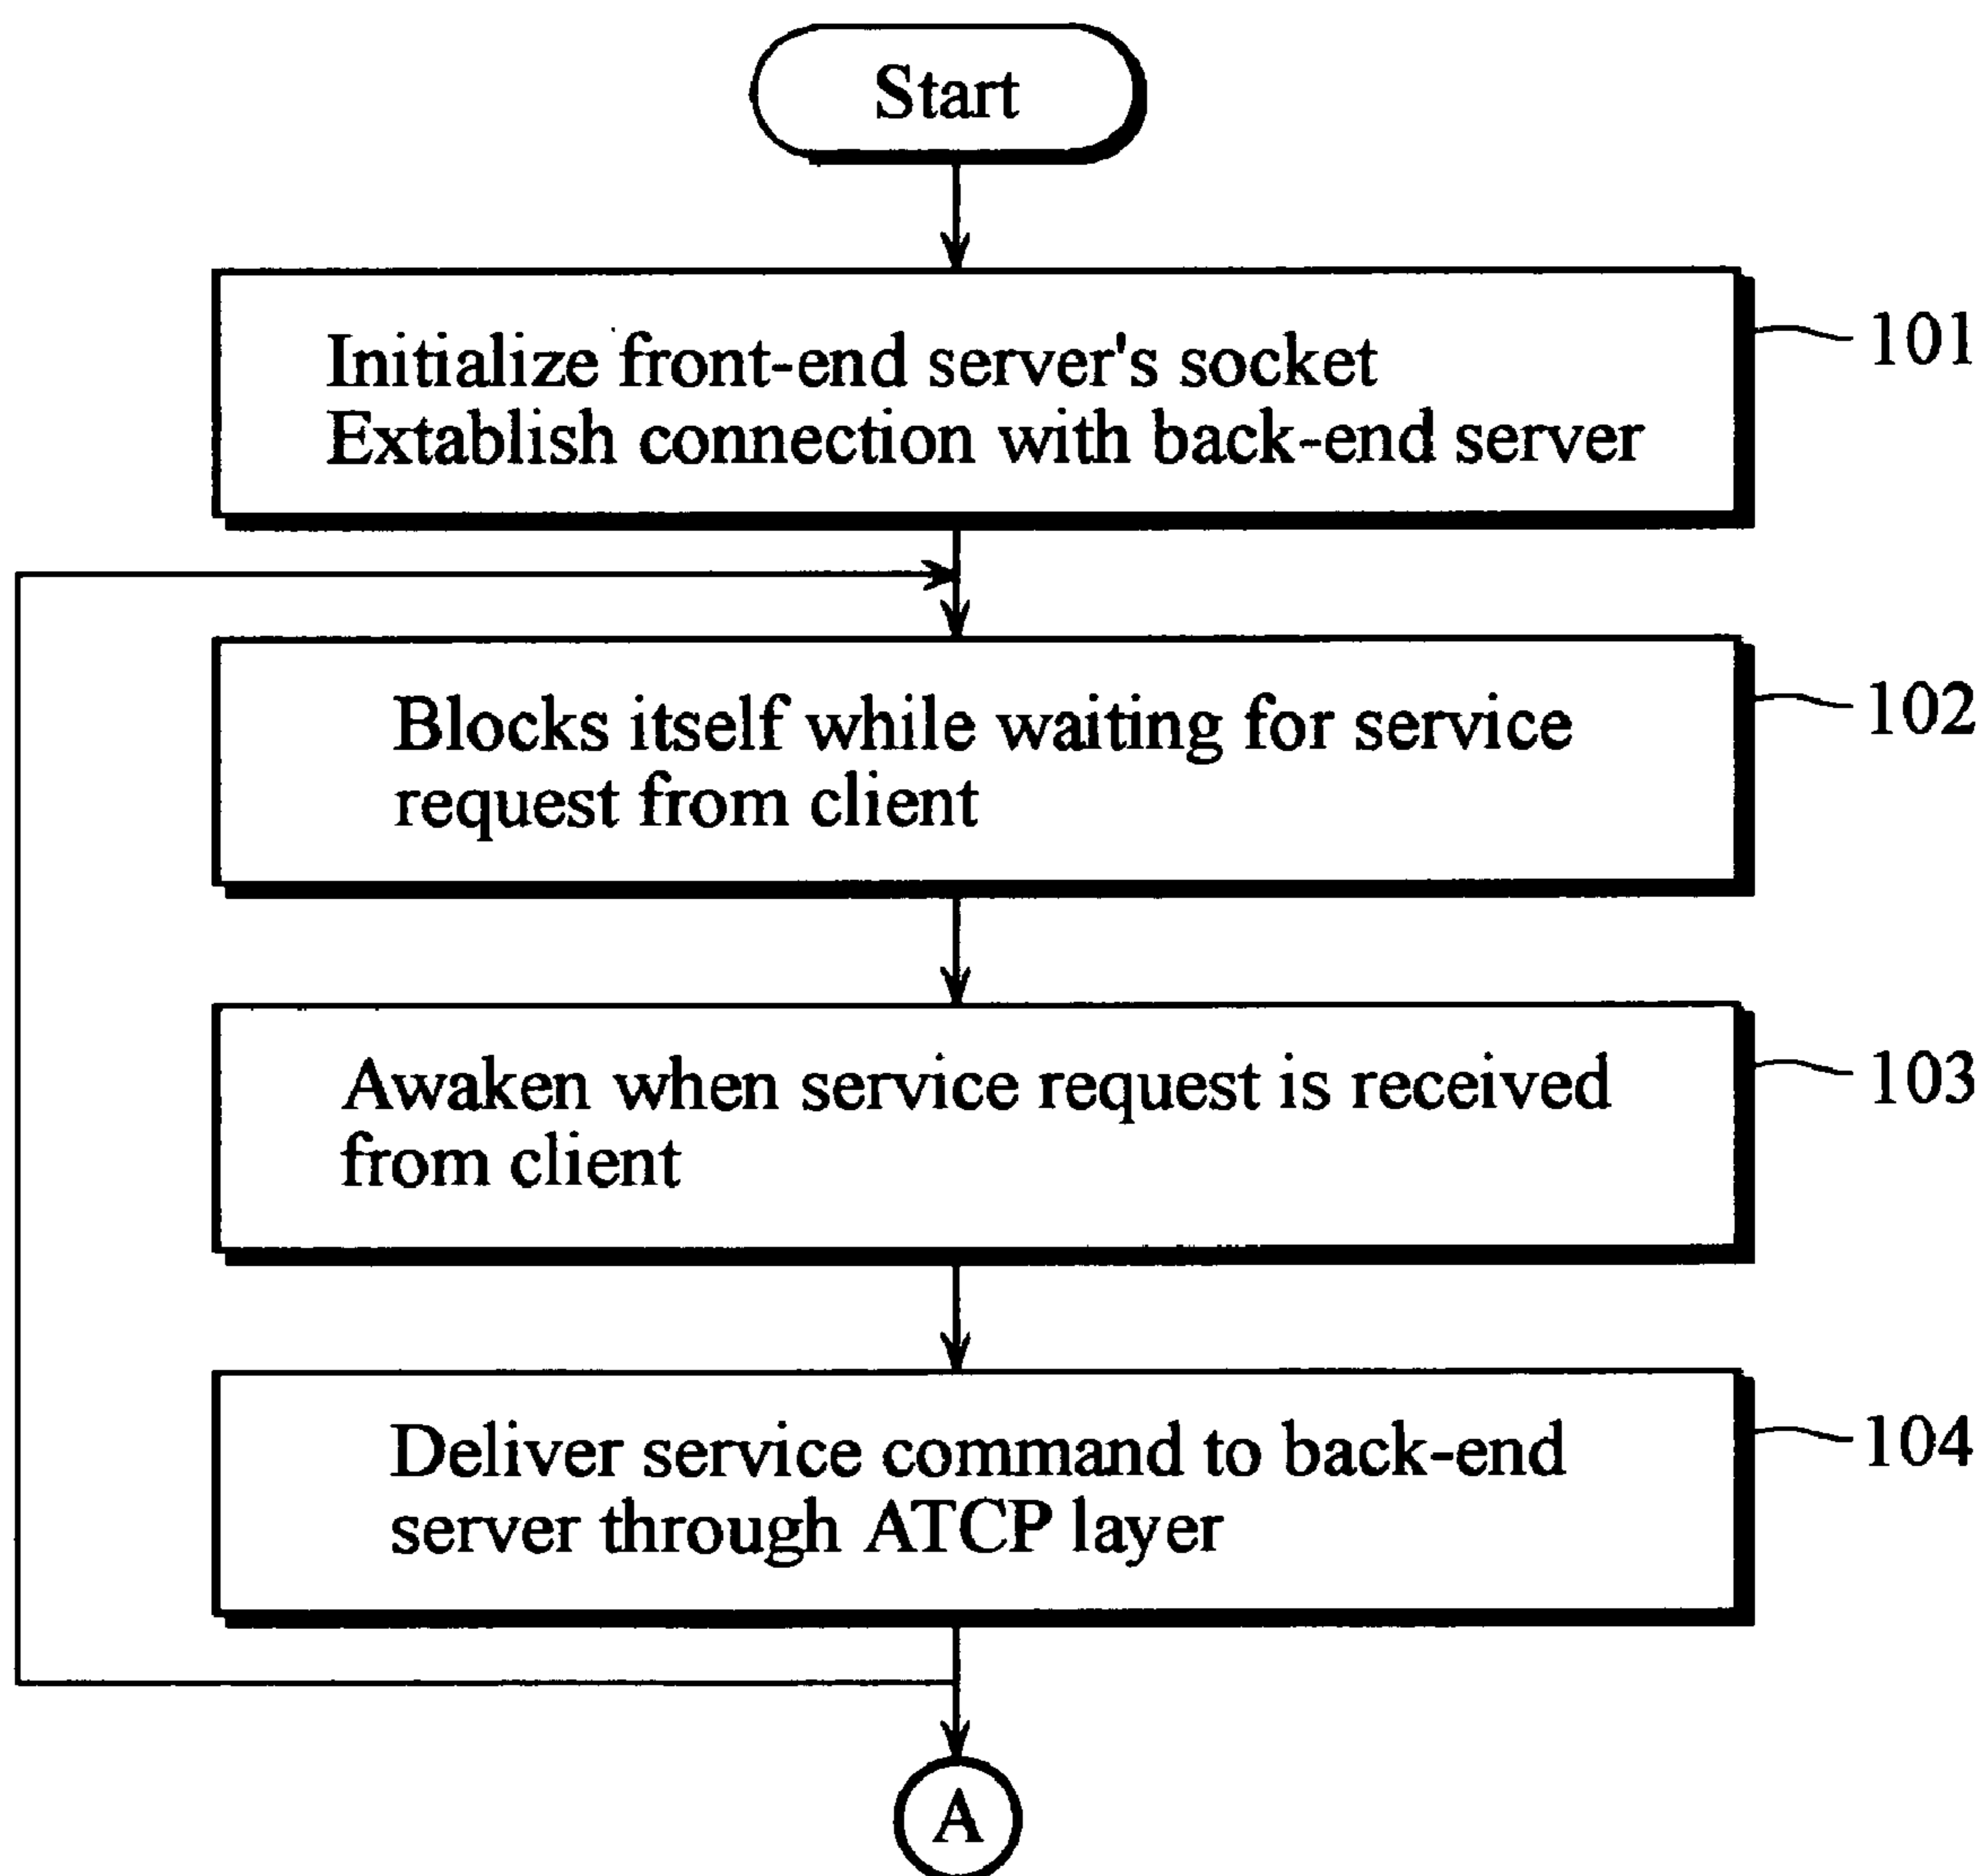 Start
Initialize front-end server's socket
Extablish connection with back-end server
101
Blocks itself while waiting for service
request from client
102
Awaken when service request is received
from client
103
Deliver service command to back-end
server through ATCP layer
104
A